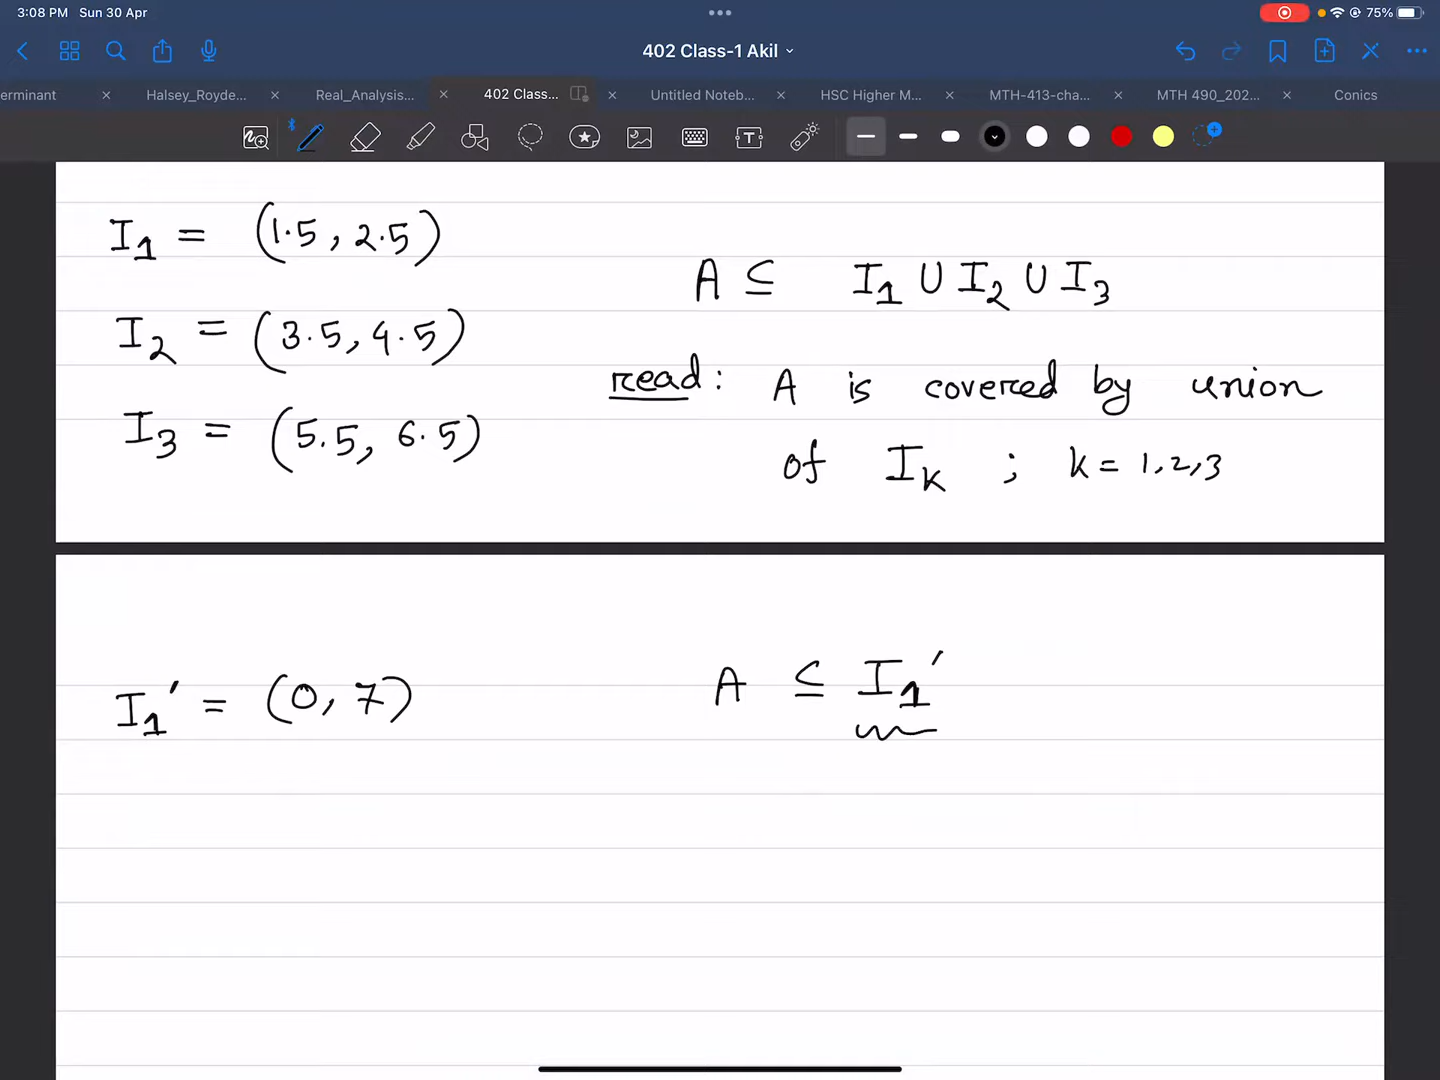 3:08 PM Sun 30 Apr
75%
402 Class-1 Akil
erminant
Halsey_Royde...
Real_Analysis...
402 Class...
Untitled Noteb...
HSC Higher M...
MTH-413-cha...
MTH 490_202...
Conics
I₁ = (1.5, 2.5)
A ⊆ I₁ ∪ I₂ ∪ I₃
I₂ = (3.5, 4.5)
read: A is covered by union
I₃ = (5.5, 6.5)
of I_k ; k = 1,2,3
I₁' = (0, 7)
A ⊆ I₁'